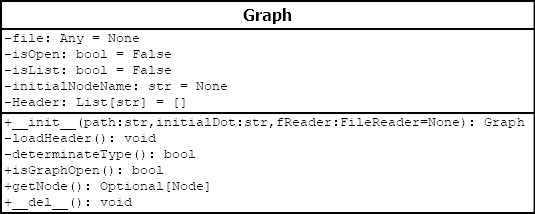 Graph
-file: Any = None
-isOpen: bool = False
-isList: bool = False
-initialNodeName: str = None
-Header: List[str] = []
+__init__(path:str,initialDot:str,fReader:FileReader=None): Graph
-loadHeader(): void
-determinateType(): bool
+isGraphOpen(): bool
+getNode(): Optional[Node]
+__del__(): void